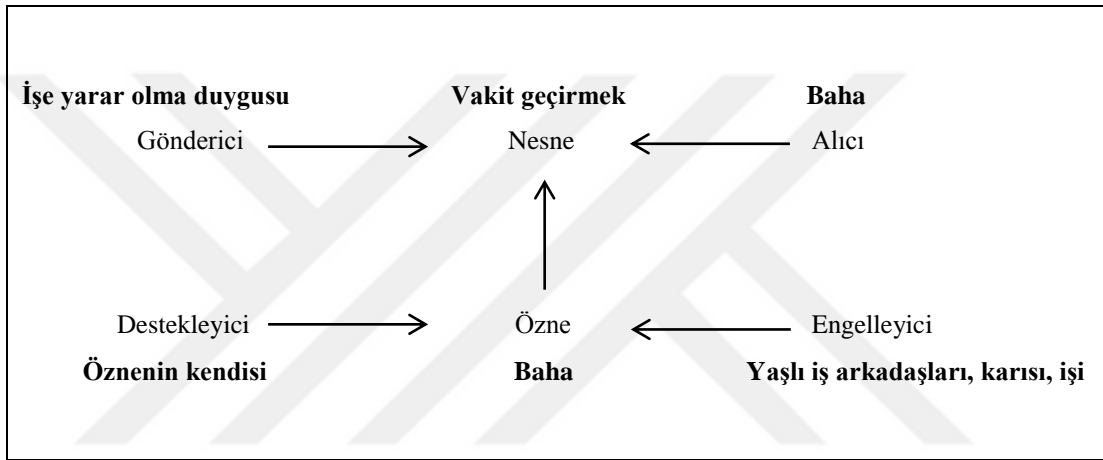 İşe yarar olma duygusu Vakit geçirmek Baha
Gönderici Nesne Alıcı
Destekleyici Özne Engelleyici
Öznenin kendisi Baha Yaşlı iş arkadaşları, karısı, işi